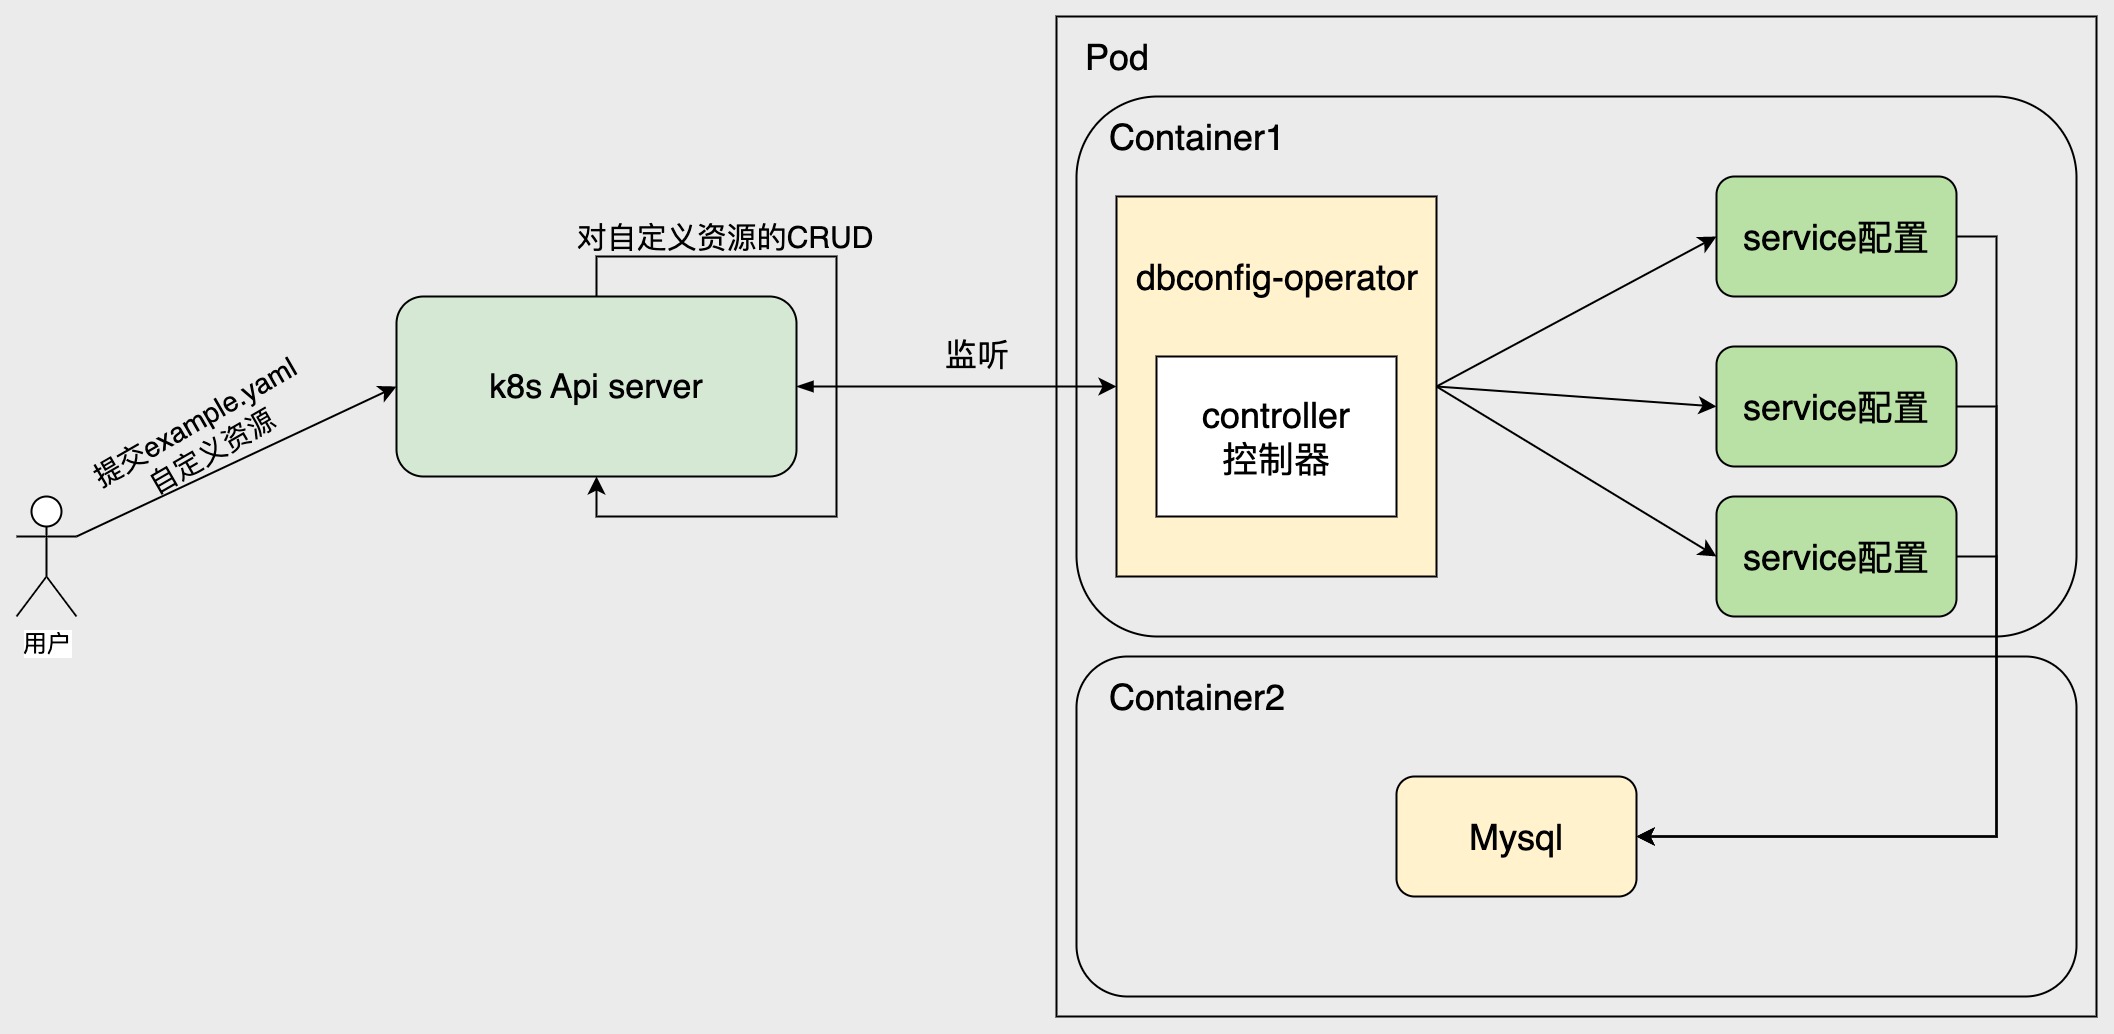 Pod
Container1
对自定义资源的CRUD
k8s Api server
提交example.yaml
自定义资源
用户
监听
dbconfig-operator
controller
控制器
service配置
service配置
service配置
Container2
Mysql